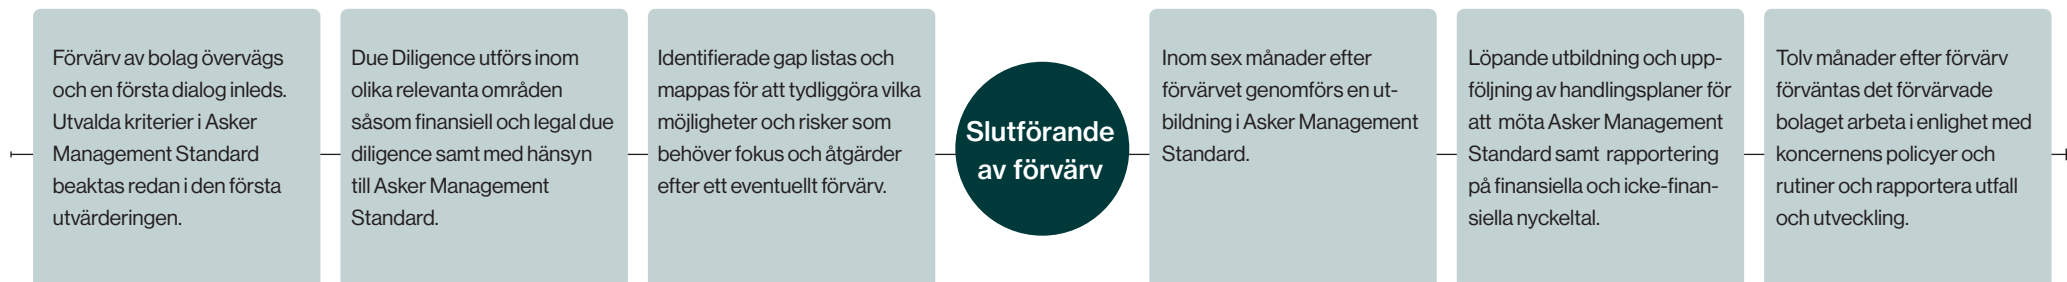 Förvärv av bolag övervägs
och en första dialog inleds.
Utvalda kriterier i Asker
Management Standard
beaktas redan i den första
utvärderingen.
Due Diligence utförs inom
olika relevanta områden
såsom finansiell och legal due
diligence samt med hänsyn
till Asker Management
Standard.
Identifierade gap listas och
mappas för att tydliggöra vilka
möjligheter och risker som
behöver fokus och åtgärder
efter ett eventuellt förvärv.
Slutförande
av förvärv
Inom sex månader efter
förvärvet genomförs en ut-
bildning i Asker Management
Standard.
Löpande utbildning och upp-
följning av handlingsplaner för
att möta Asker Management
Standard samt rapportering
på finansiella och icke-finan-
siella nyckeltal.
Tolv månader efter förvärv
förväntas det förvärvade
bolaget arbeta i enlighet med
koncernens policyer och
rutiner och rapportera utfall
och utveckling.